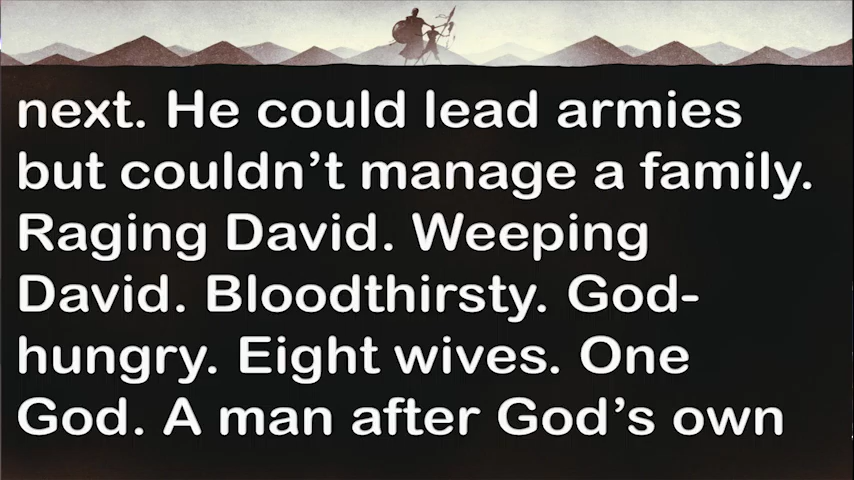 next. He could lead armies
but couldn’t manage a family.
Raging David. Weeping
David. Bloodthirsty. God-
hungry. Eight wives. One
God. A man after God’s own